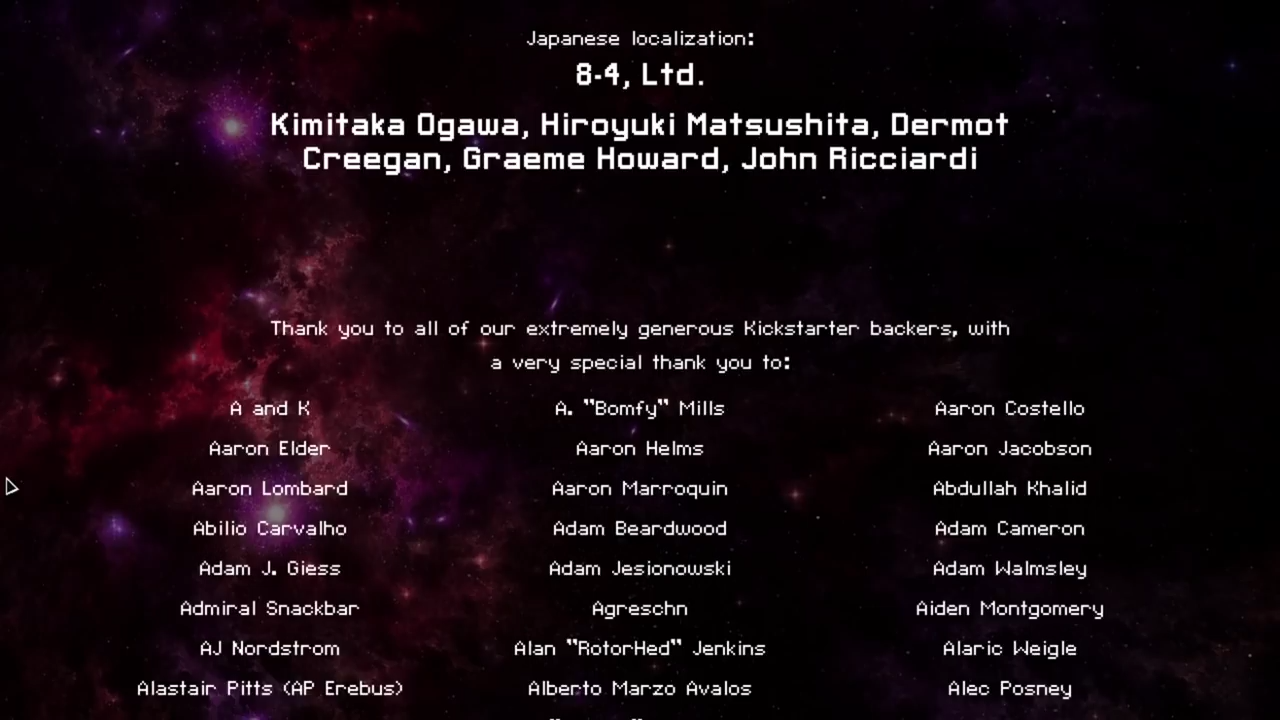 Japanese localization:
8-4, Ltd.
Kimitaka Ogawa, Hiroyuki Matsushita, Dermot
Creegan, Graeme Howard, John Ricciardi
Thank you to all of our extremely generous Kickstarter backers, with
a very special thank you to:
A and K
A. "Bomfy" Mills
Aaron Costello
Aaron Elder
Aaron Helms
Aaron Jacobson
Aaron Lombard
Aaron Marroquin
Abdullah Khalid
Abilio Carvalho
Adam Beardwood
Adam Cameron
Adam J. Giess
Adam Jesionowski
Adam Walmsley
Admiral Snackbar
Agreschn
Aiden Montgomery
AJ Nordstrom
Alan "RotorHed" Jenkins
Alaric Weigle
Alastair Pitts (AP Erebus)
Alberto Marzo Avalos
Alec Posney